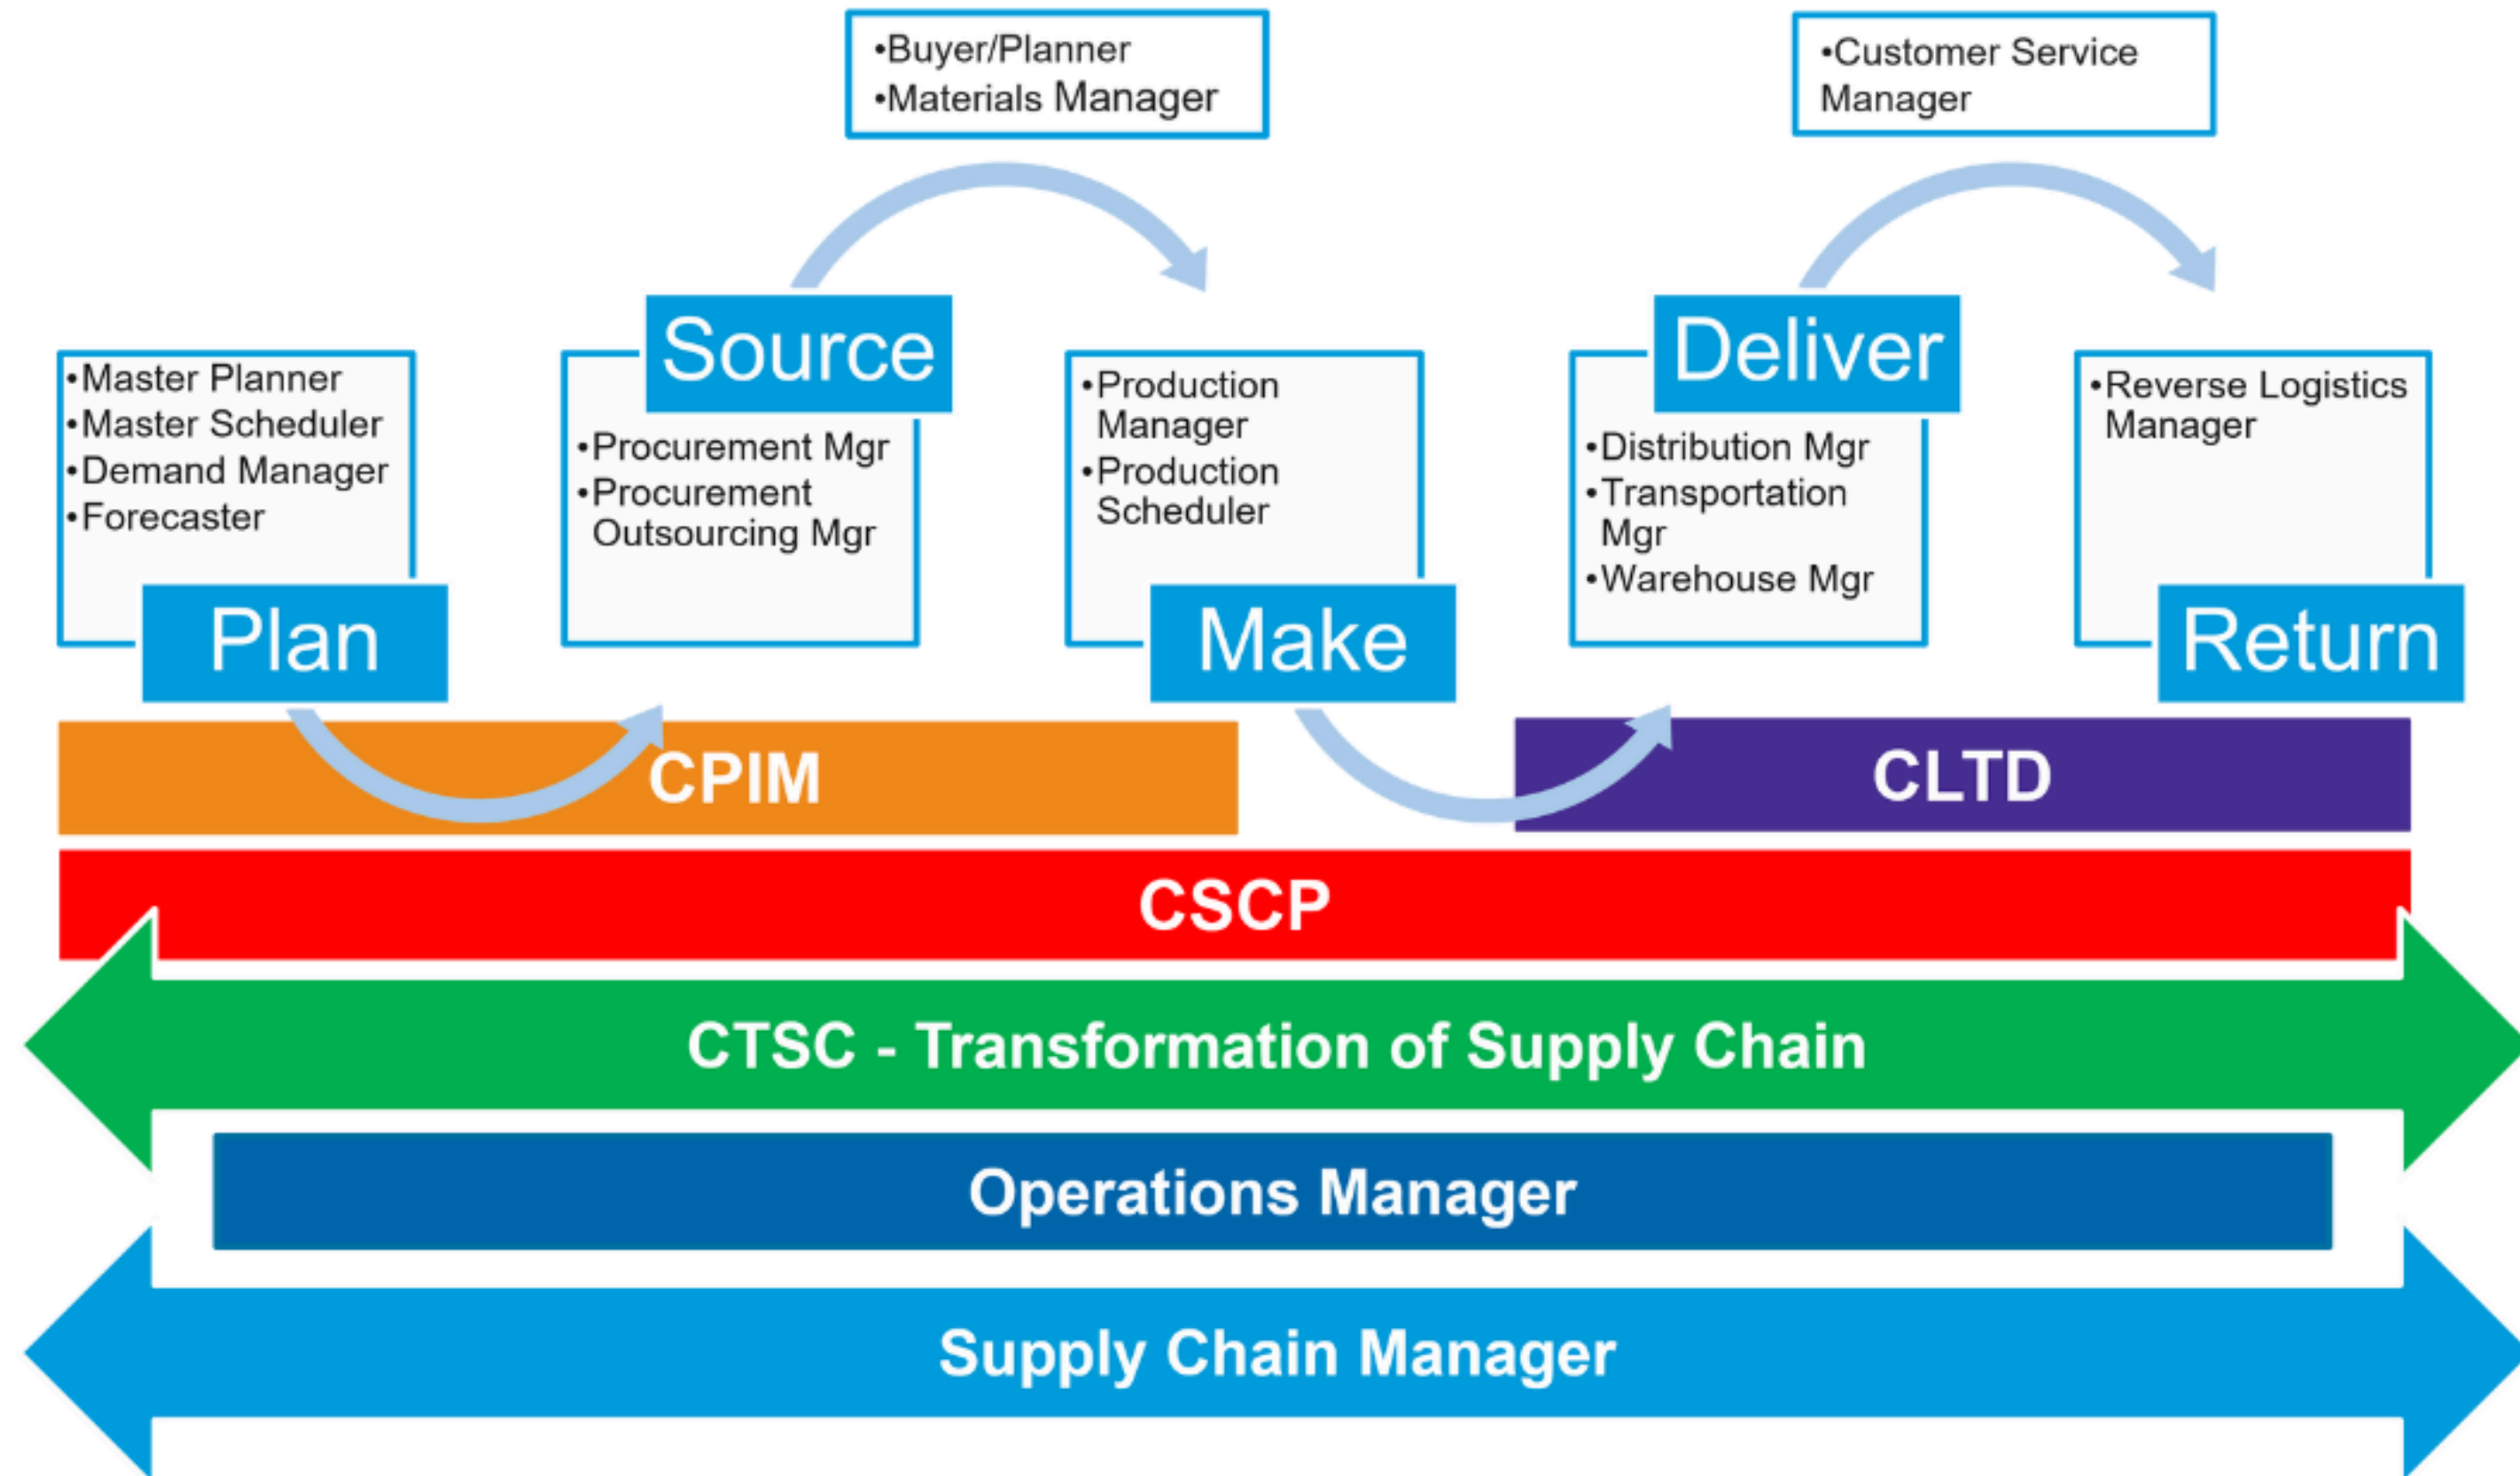 •Buyer/Planner
•Materials Manager
•Customer Service
Manager
•Master Planner
•Master Scheduler
•Demand Manager
•Forecaster
Plan
Source
•Procurement Mgr
•Procurement
Outsourcing Mgr
•Production
Manager
•Production
Scheduler
Make
Deliver
•Distribution Mgr
•Transportation
Mgr
•Warehouse Mgr
•Reverse Logistics
Manager
Return
CPIM
CLTD
CSCP
CTSC - Transformation of Supply Chain
Operations Manager
Supply Chain Manager